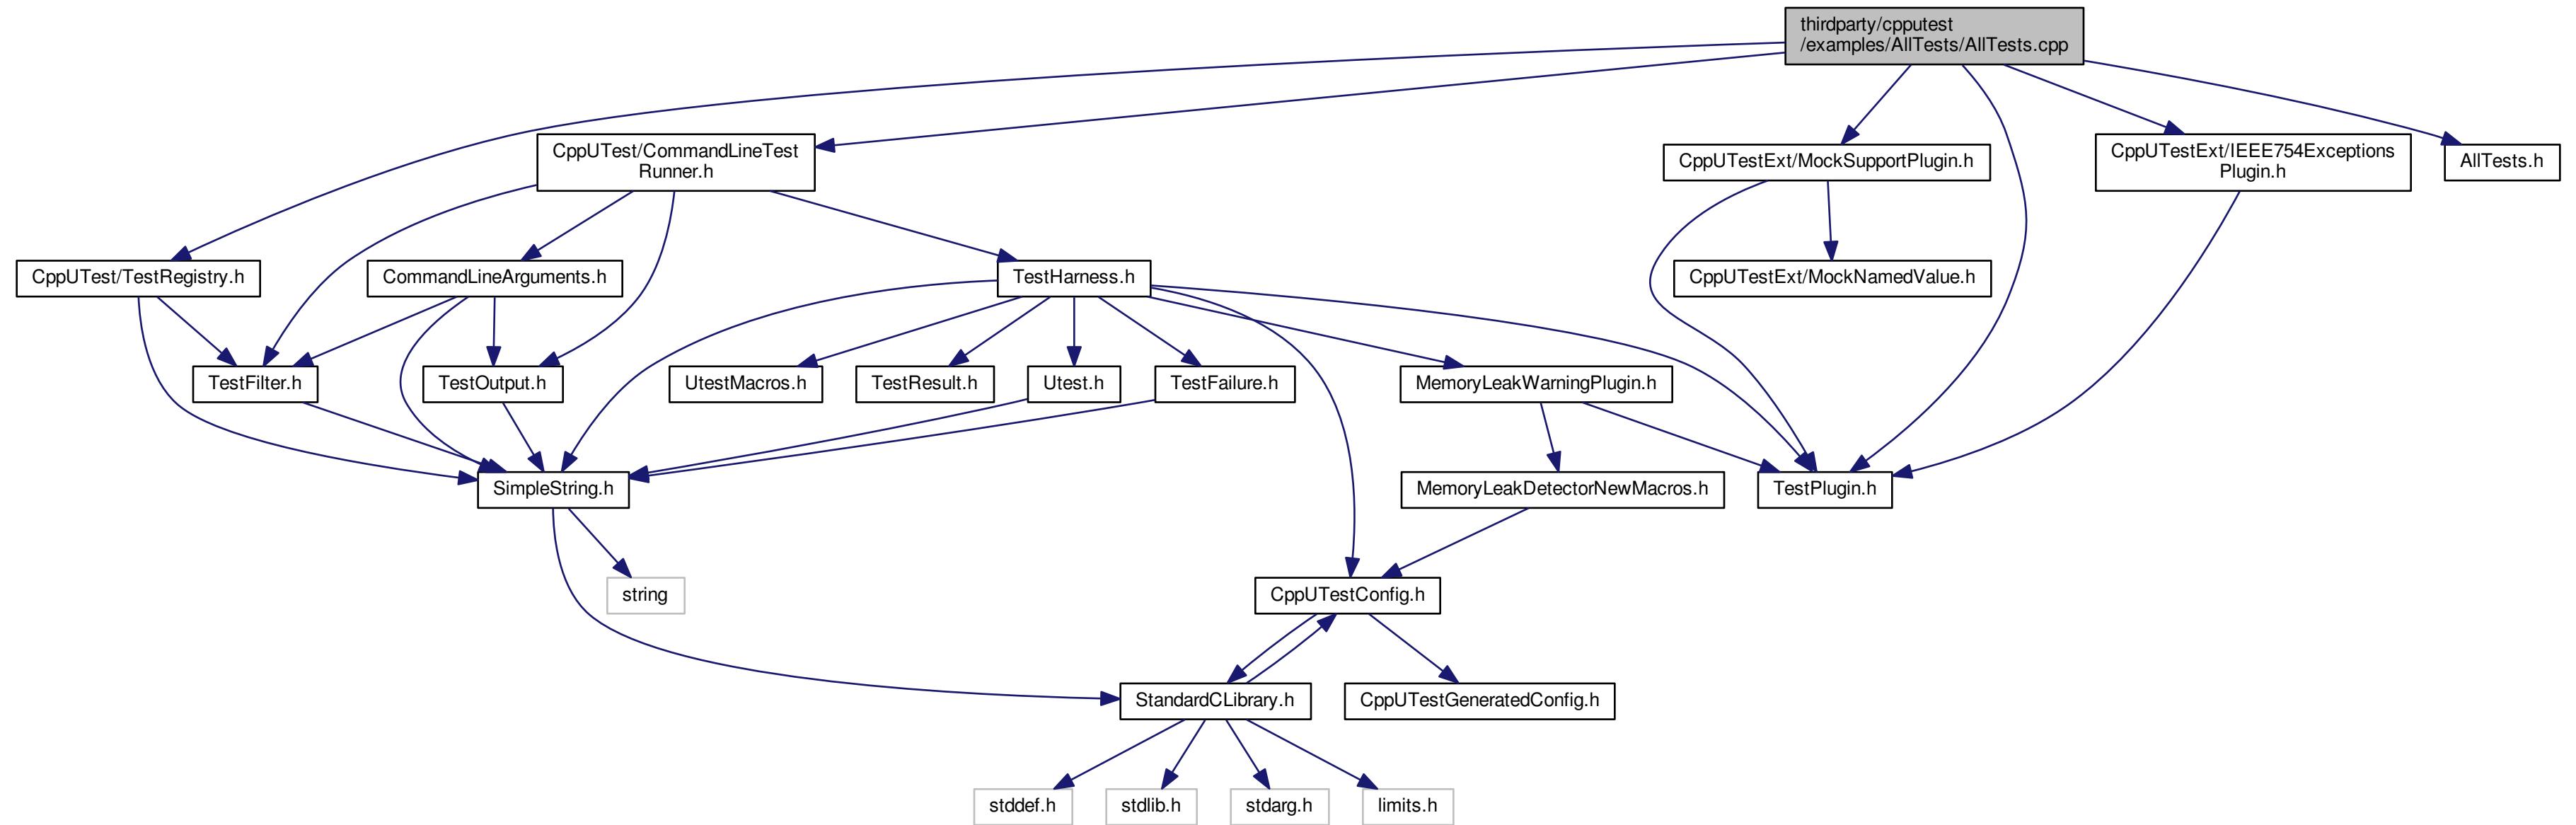 thirdparty/cpputest
/examples/AllTests/AllTests.cpp
CppUTest/CommandLineTest
Runner.h
CppUTestExt/MockSupportPlugin.h
CppUTestExt/IEEE754Exceptions
Plugin.h
AllTests.h
CppUTest/TestRegistry.h
CommandLineArguments.h
TestHarness.h
CppUTestExt/MockNamedValue.h
TestFilter.h
TestOutput.h
UtestMacros.h
TestResult.h
Utest.h
TestFailure.h
MemoryLeakWarningPlugin.h
SimpleString.h
MemoryLeakDetectorNewMacros.h
TestPlugin.h
string
CppUTestConfig.h
StandardCLibrary.h
CppUTestGeneratedConfig.h
stddef.h
stdlib.h
stdarg.h
limits.h